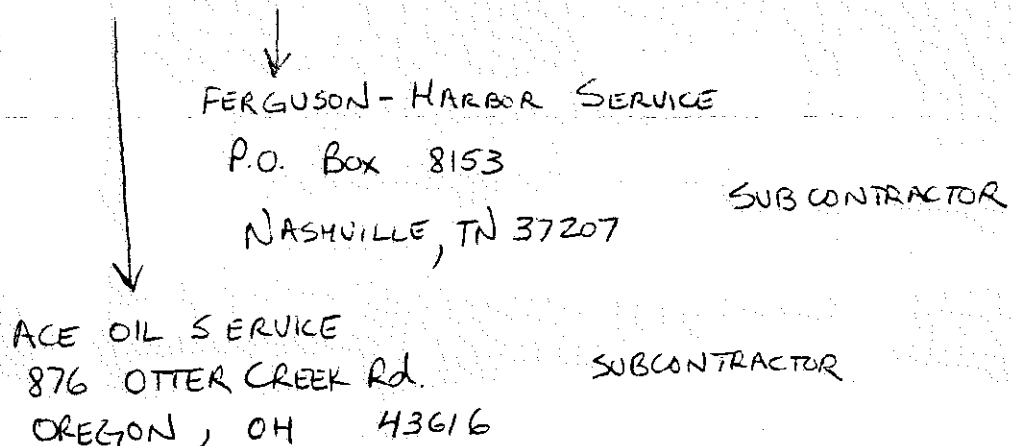 FERGUSON - HARBOR SERVICE
P.O. Box 8153
NASHVILLE, TN 37207
SUBCONTRACTOR
ACE OIL SERVICE
876 OTTER CREEK Rd.
OREGON, OH 43616
SUBCONTRACTOR